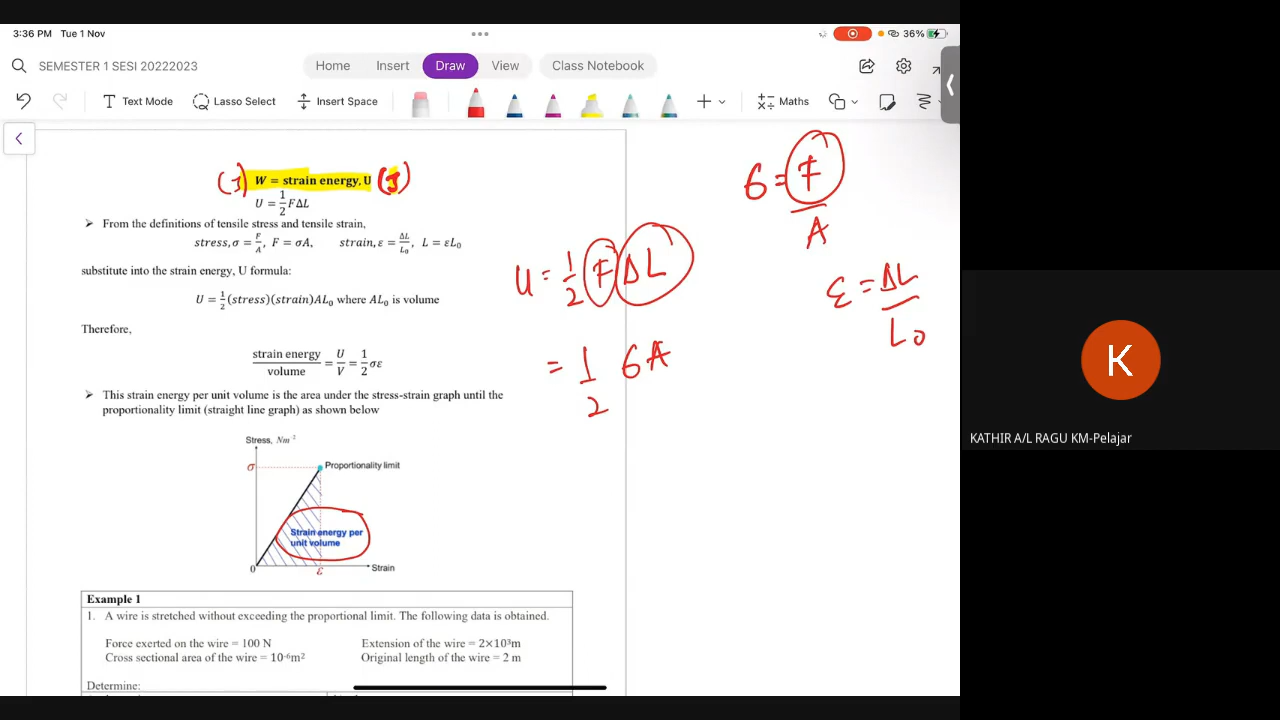 3:36 PM Tue 1 Nov
36%
SEMESTER 1 SESI 20222023
Home Insert Draw View Class Notebook
Text Mode Lasso Select Insert Space Maths
(J) W = strain energy, U (J)
U = 1/2 FΔL
➤ From the definitions of tensile stress and tensile strain,
stress, σ = F/A, F = σA, strain, ε = ΔL/L₀, L = εL₀
substitute into the strain energy, U formula:
U = 1/2 (stress)(strain)AL₀ where AL₀ is volume
Therefore,
strain energy/volume = U/V = 1/2 σε
➤ This strain energy per unit volume is the area under the stress-strain graph until the
proportionality limit (straight line graph) as shown below
Stress, Nm⁻²
σ
Proportionality limit
Strain energy per
unit volume
0
ε
Strain
Example 1
1. A wire is stretched without exceeding the proportional limit. The following data is obtained.
Force exerted on the wire = 100 N Extension of the wire = 2×10³m
Cross sectional area of the wire = 10⁻⁶m² Original length of the wire = 2 m
Determine:
σ = F/A
ε = ΔL/L₀
U = 1/2 F ΔL
= 1/2 σA
K
KATHIR A/L RAGU KM-Pelajar